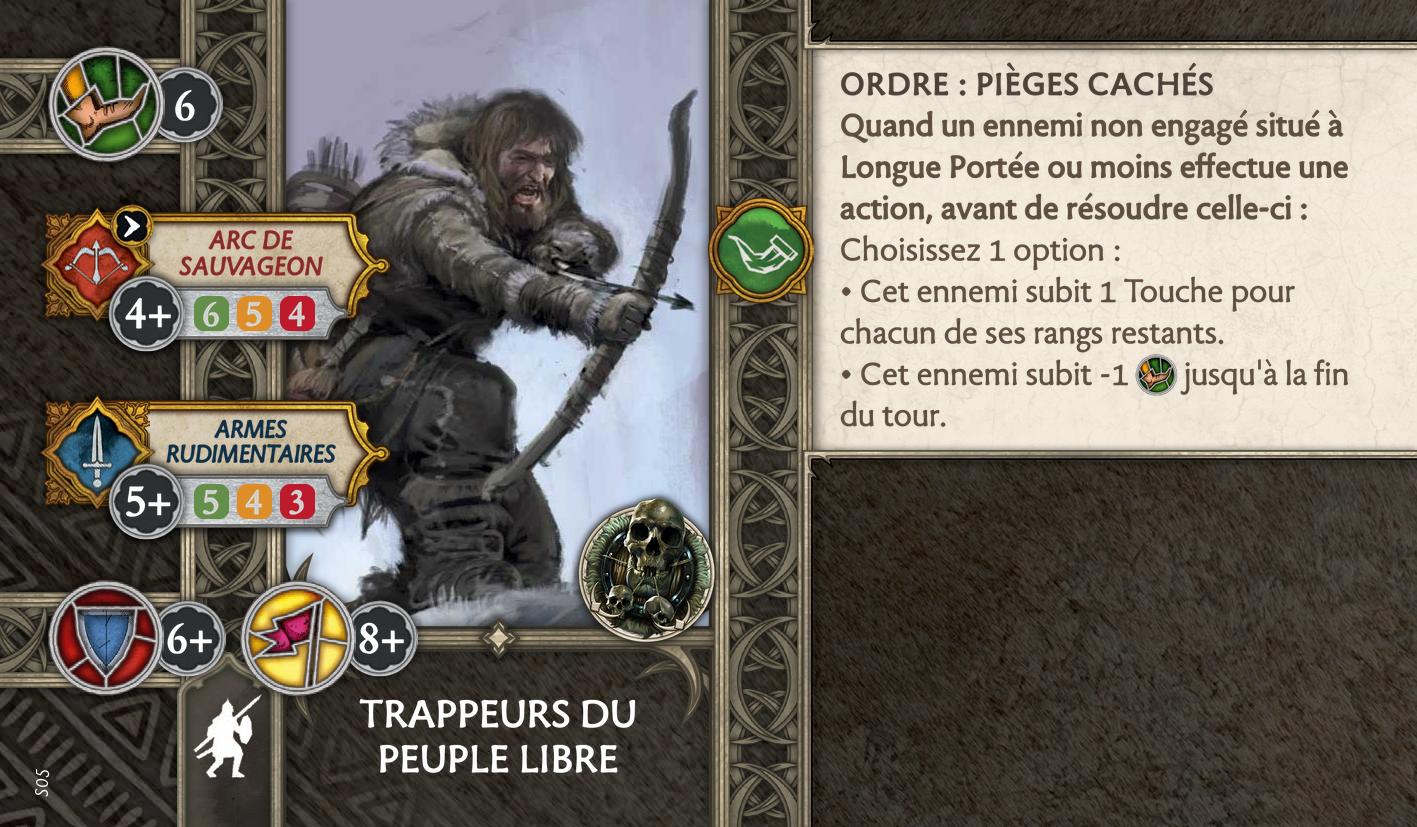 6
ARC DE
SAUVAGEON
4+ 6 5 4
ARMES
RUDIMENTAIRES
5+ 5 4 3
6+ 8+
TRAPPEURS DU
PEUPLE LIBRE
S05
ORDRE : PIÈGES CACHÉS
Quand un ennemi non engagé situé à
Longue Portée ou moins effectue une
action, avant de résoudre celle-ci :
Choisissez 1 option :
• Cet ennemi subit 1 Touche pour
chacun de ses rangs restants.
• Cet ennemi subit -1 jusqu'à la fin
du tour.